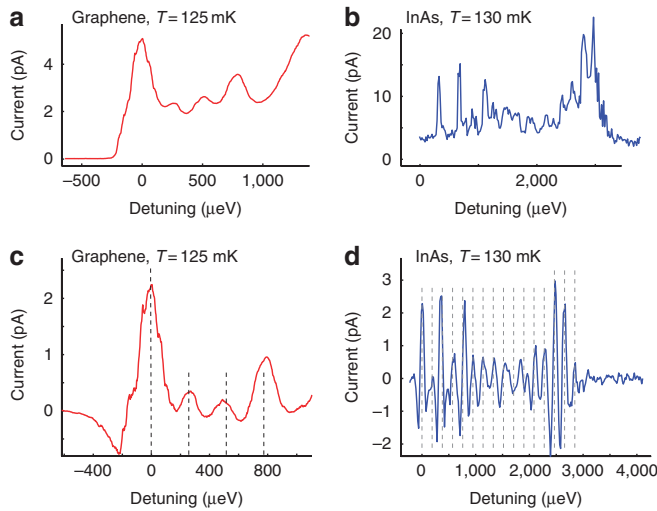 a
Graphene, T = 125 mK
Current (pA)
4
2
0
−500
0
500
1,000
Detuning (μeV)
b
InAs, T = 130 mK
Current (pA)
20
10
0
0
2,000
Detuning (μeV)
c
Graphene, T = 125 mK
Current (pA)
2
1
0
−400
0
400
800
Detuning (μeV)
d
InAs, T = 130 mK
Current (pA)
3
2
1
0
−1
−2
0
1,000
2,000
3,000
4,000
Detuning (μeV)